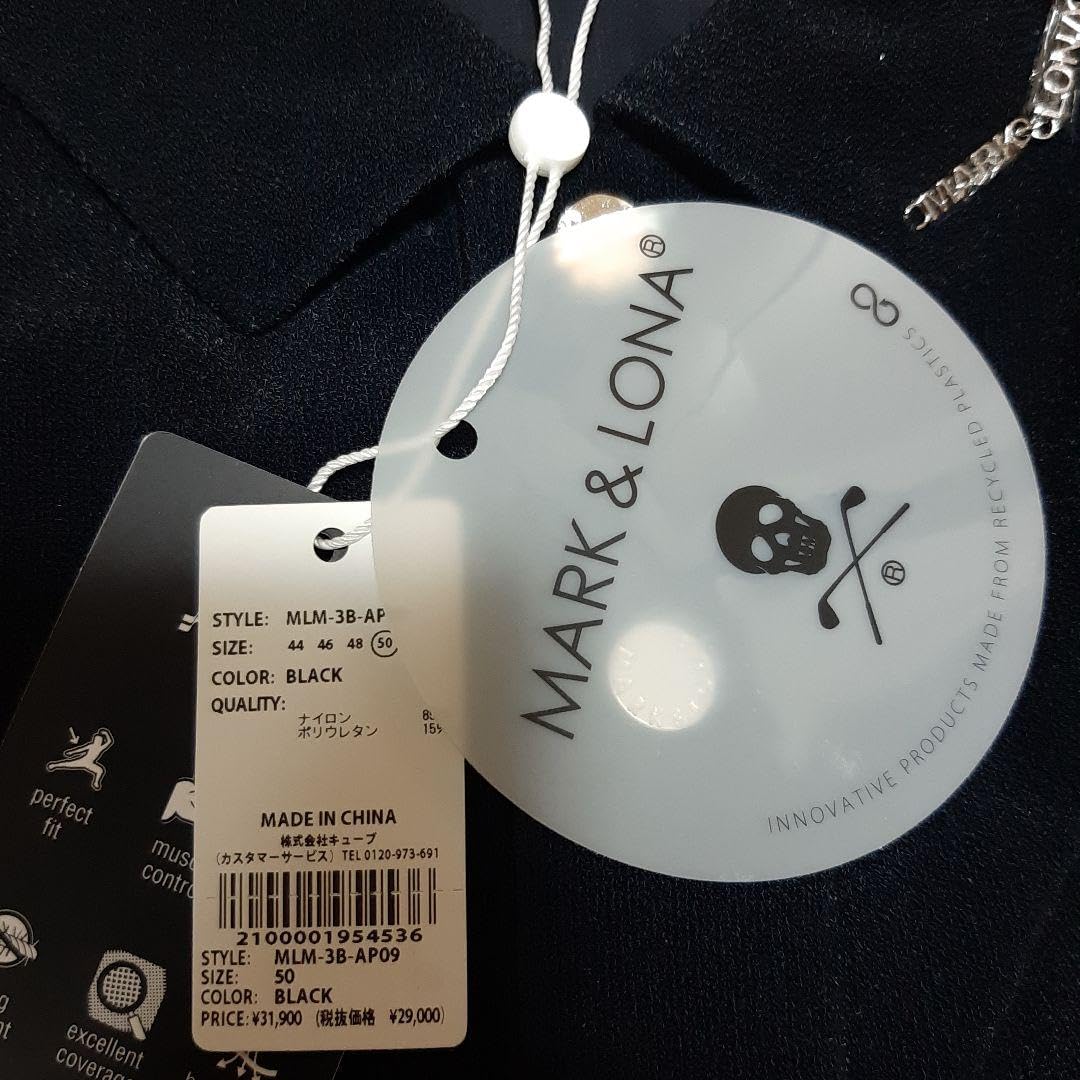 MARK
LONA
MARK & LONA®
8 PLASTICS
INNOVATIVE PRODUCTS MADE FROM RECYCLED PLASTICS
®
STYLE: MLM-3B-AP
SIZE: 44 46 48 50
COLOR: BLACK
QUALITY:
ナイロン
ポリウレタン 15%
MADE IN CHINA
株式会社キューブ
(カスタマーサービス) TEL 0120-973-691
2100001954536
STYLE: MLM-3B-AP09
SIZE: 50
COLOR: BLACK
PRICE: ¥31,900 (税抜価格 ¥29,000)
perfect
fit
excellent